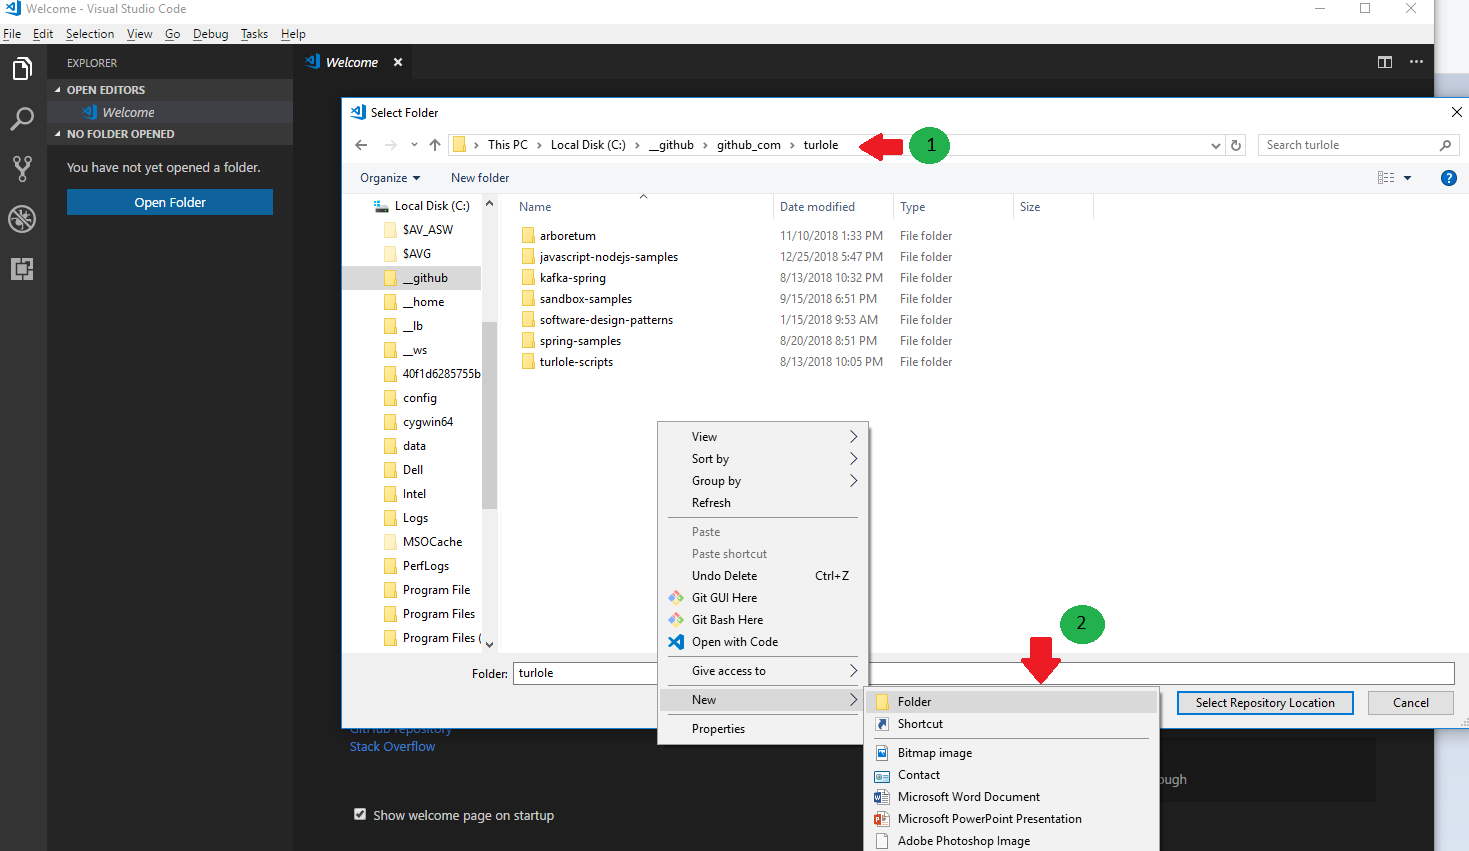 Welcome - Visual Studio Code
File Edit Selection View Go Debug Tasks Help
EXPLORER
OPEN EDITORS
Welcome
NO FOLDER OPENED
You have not yet opened a folder.
Open Folder
Welcome
Select Folder
This PC > Local Disk (C:) > __github > github_com > turlole
1
Search turlole
Organize
New folder
Local Disk (C:)
$AV_ASW
$AVG
__github
__home
__lb
__ws
40f1d6285755b
config
cygwin64
data
Dell
Intel
Logs
MSOCache
PerfLogs
Program File
Program Files
Program Files (
Name Date modified Type Size
arboretum 11/10/2018 1:33 PM File folder
javascript-nodejs-samples 12/25/2018 5:47 PM File folder
kafka-spring 8/13/2018 10:32 PM File folder
sandbox-samples 9/15/2018 6:51 PM File folder
software-design-patterns 1/15/2018 9:53 AM File folder
spring-samples 8/20/2018 8:51 PM File folder
turlole-scripts 8/13/2018 10:05 PM File folder
View
Sort by
Group by
Refresh
Paste
Paste shortcut
Undo Delete Ctrl+Z
Git GUI Here
Git Bash Here
Open with Code
Give access to
New
Properties
2
Folder
Shortcut
Bitmap image
Contact
Microsoft Word Document
Microsoft PowerPoint Presentation
Adobe Photoshop Image
Folder: turlole
Select Repository Location
Cancel
GitHub repository
Stack Overflow
ough
Show welcome page on startup